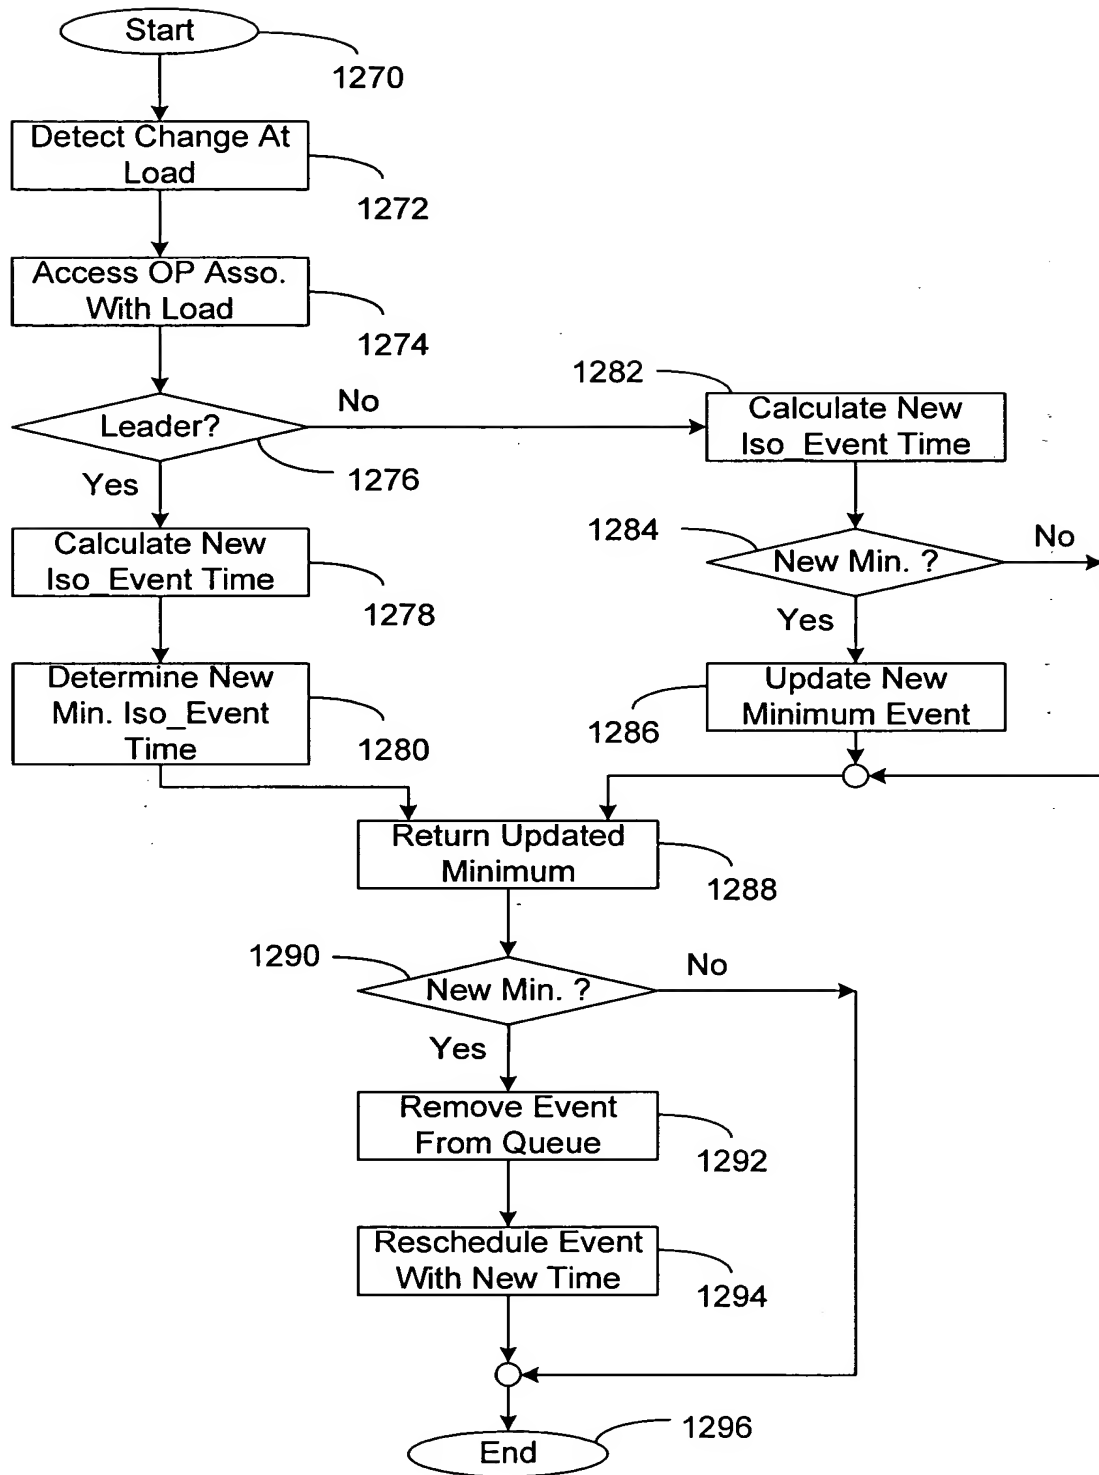 Start
1270
Detect Change At
Load
1272
Access OP Asso.
With Load
1274
Leader?
No
1276
Yes
Calculate New
Iso_Event Time
1278
Determine New
Min. Iso_Event
Time
1280
1282
Calculate New
Iso_Event Time
1284
New Min. ?
No
Yes
Update New
Minimum Event
1286
Return Updated
Minimum
1288
1290
New Min. ?
No
Yes
Remove Event
From Queue
1292
Reschedule Event
With New Time
1294
1296
End